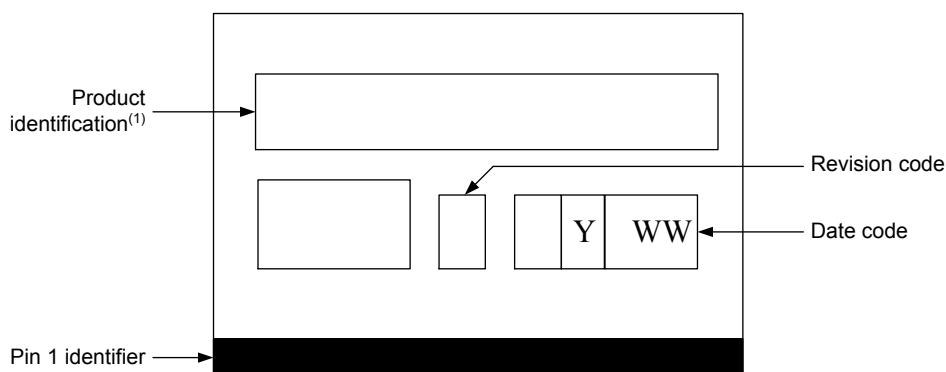 Product
identification(1)
Revision code
Y WW
Date code
Pin 1 identifier